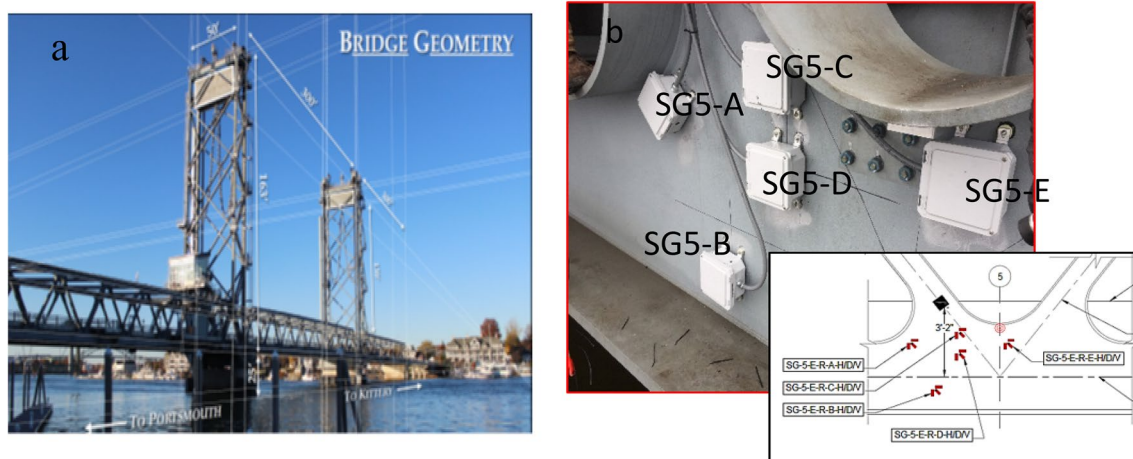 a
BRIDGE GEOMETRY
50'
300'
163'
TO PORTSMOUTH
TO KITTERY
b
SG5-C
SG5-A
SG5-D
SG5-E
SG5-B
5
3'-2"
SG-5-E-R-A-H/D/V
SG-5-E-R-E-H/D/V
SG-5-E-R-C-H/D/V
SG-5-E-R-B-H/D/V
SG-5-E-R-D-H/D/V